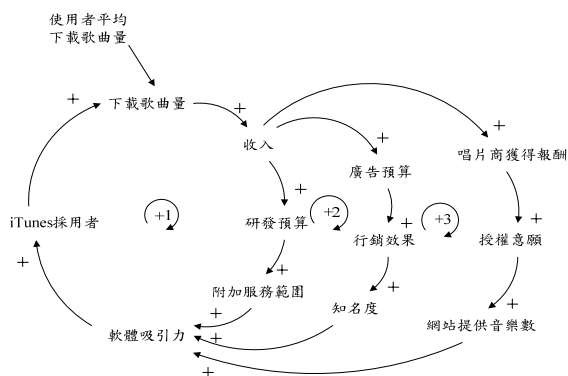 使用者平均
下載歌曲量
+
下載歌曲量
+
收入
+
+
唱片商獲得報酬
廣告預算
+
iTunes採用者
+1
研發預算
+2
+
行銷效果
+3
+
授權意願
+
+
附加服務範圍
+
知名度
+
網站提供音樂數
+
+
軟體吸引力
+